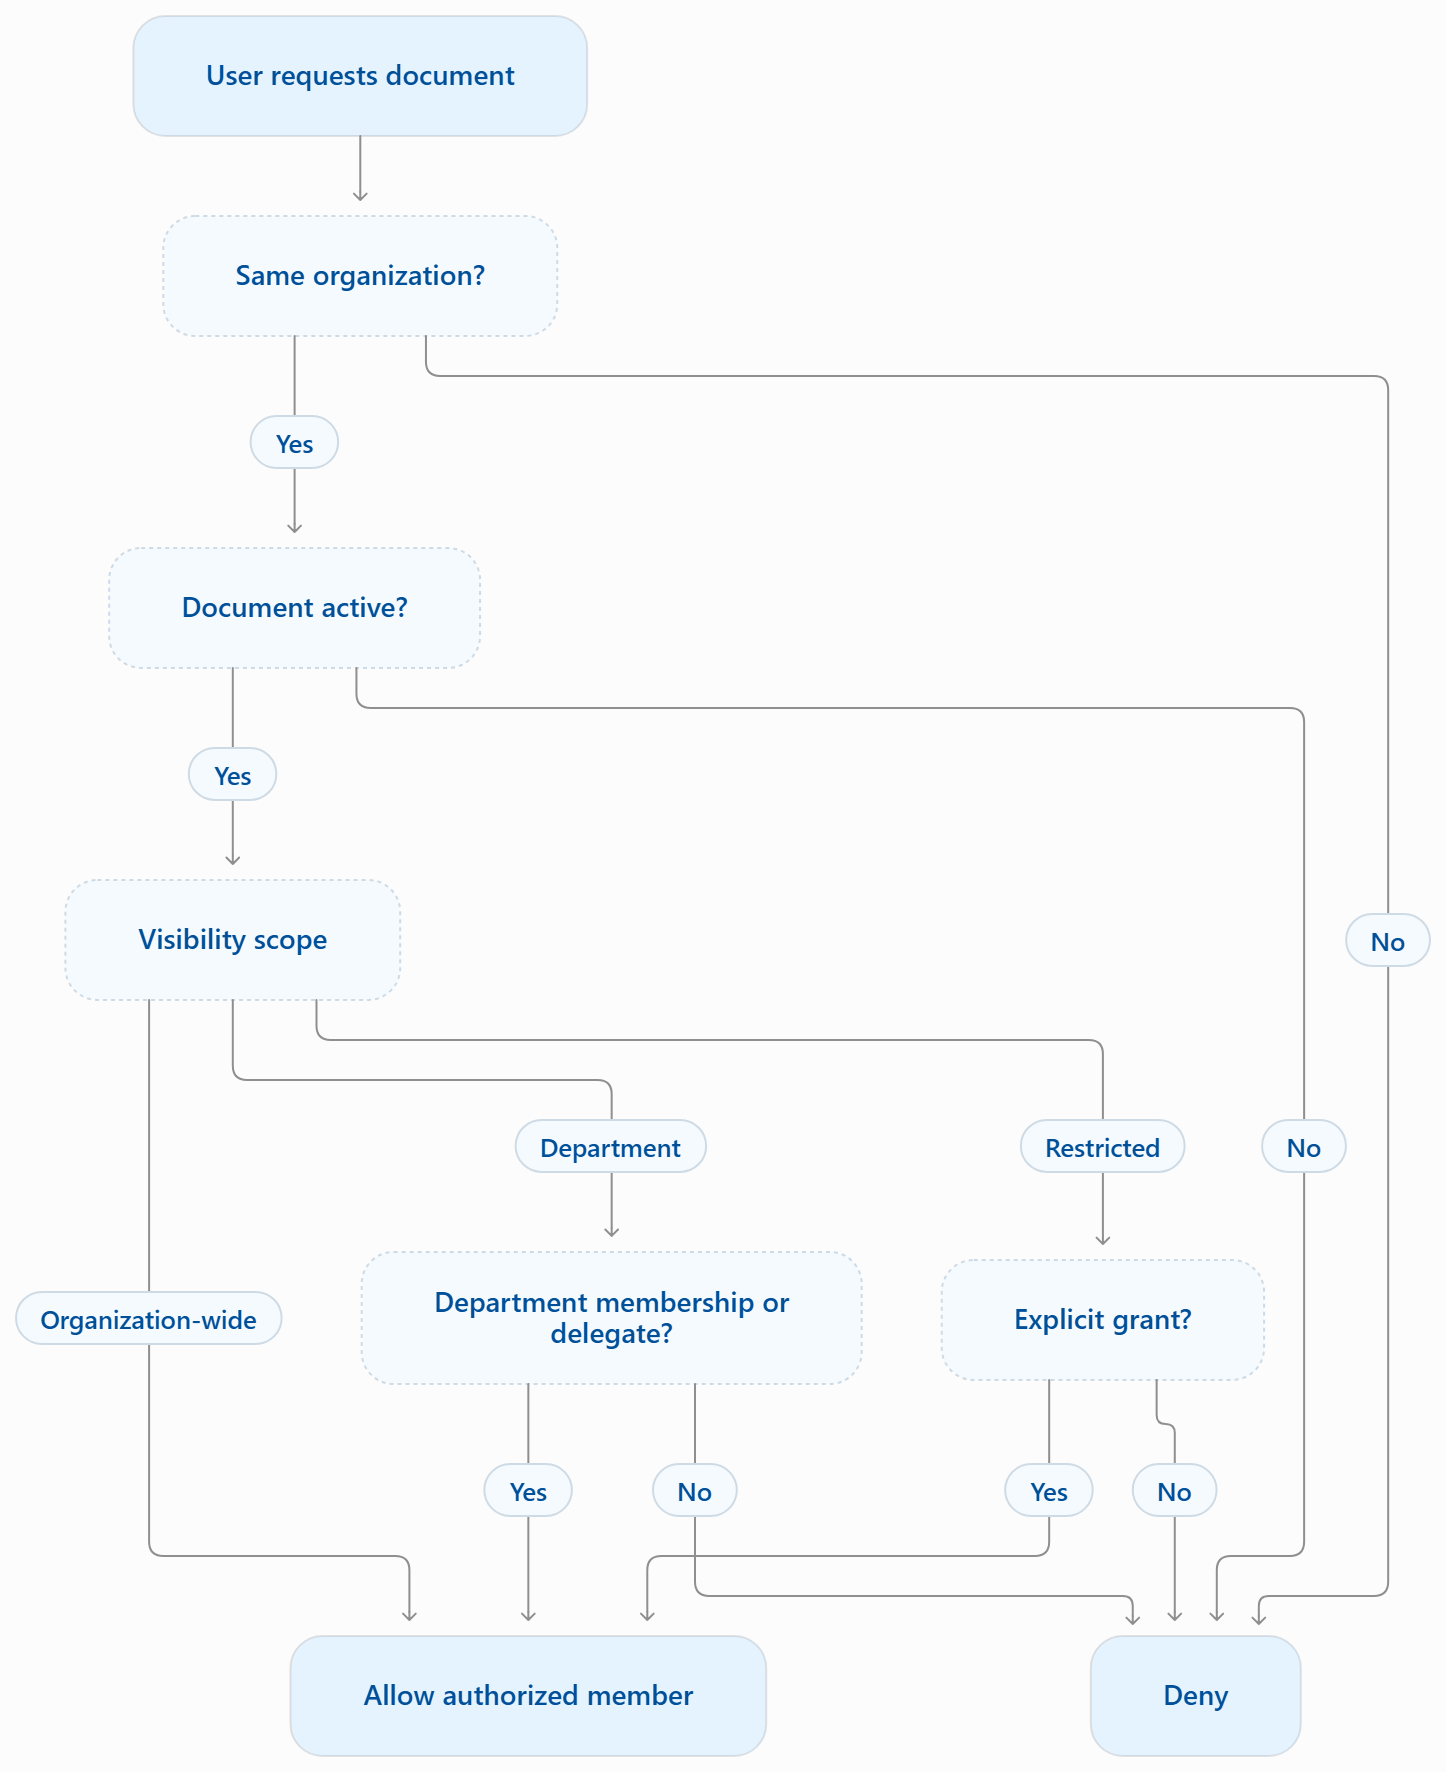 User requests document
Same organization?
Yes
Document active?
Yes
Visibility scope
No
Department
Restricted
No
Organization-wide
Department membership or
delegate?
Explicit grant?
Yes
No
Yes
No
Allow authorized member
Deny